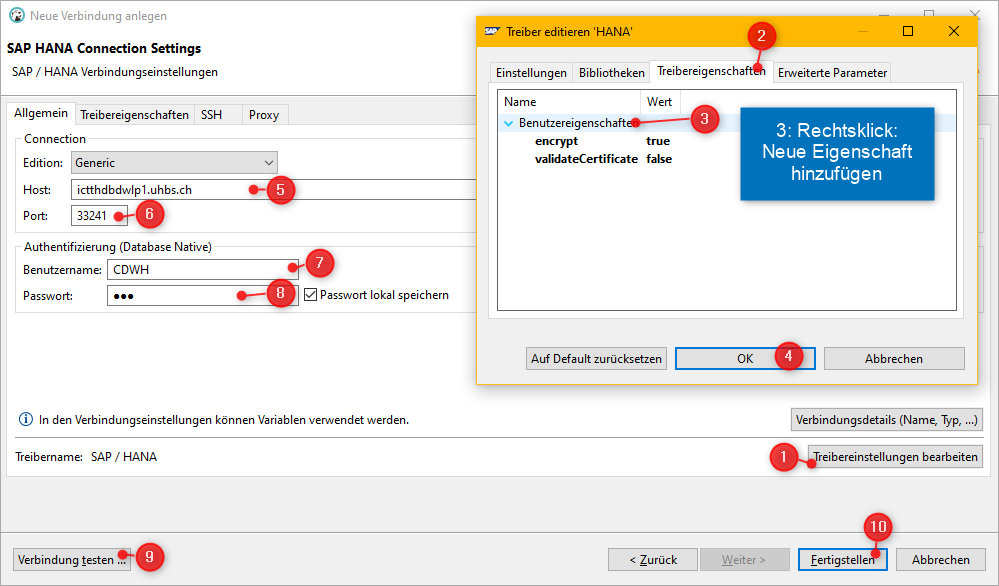 Neue Verbindung anlegen
SAP HANA Connection Settings
SAP / HANA Verbindungseinstellungen
Allgemein Treibereigenschaften SSH Proxy
Connection
Edition: Generic
Host: ictthdbdwlp1.uhbs.ch 5
Port: 33241 6
Authentifizierung (Database Native)
Benutzername: CDWH 7
Passwort: ●●● 8 Passwort lokal speichern
SAP Treiber editieren 'HANA'
2
Einstellungen Bibliotheken Treibereigenschaften Erweiterte Parameter
Name Wert
Benutzereigenschaften 3
encrypt true
validateCertificate false
3: Rechtsklick:
Neue Eigenschaft
hinzufügen
Auf Default zurücksetzen OK 4 Abbrechen
In den Verbindungseinstellungen können Variablen verwendet werden.
Verbindungsdetails (Name, Typ, ...)
Treibername: SAP / HANA
1 Treibereinstellungen bearbeiten
Verbindung testen ... 9
< Zurück Weiter > Fertigstellen 10 Abbrechen